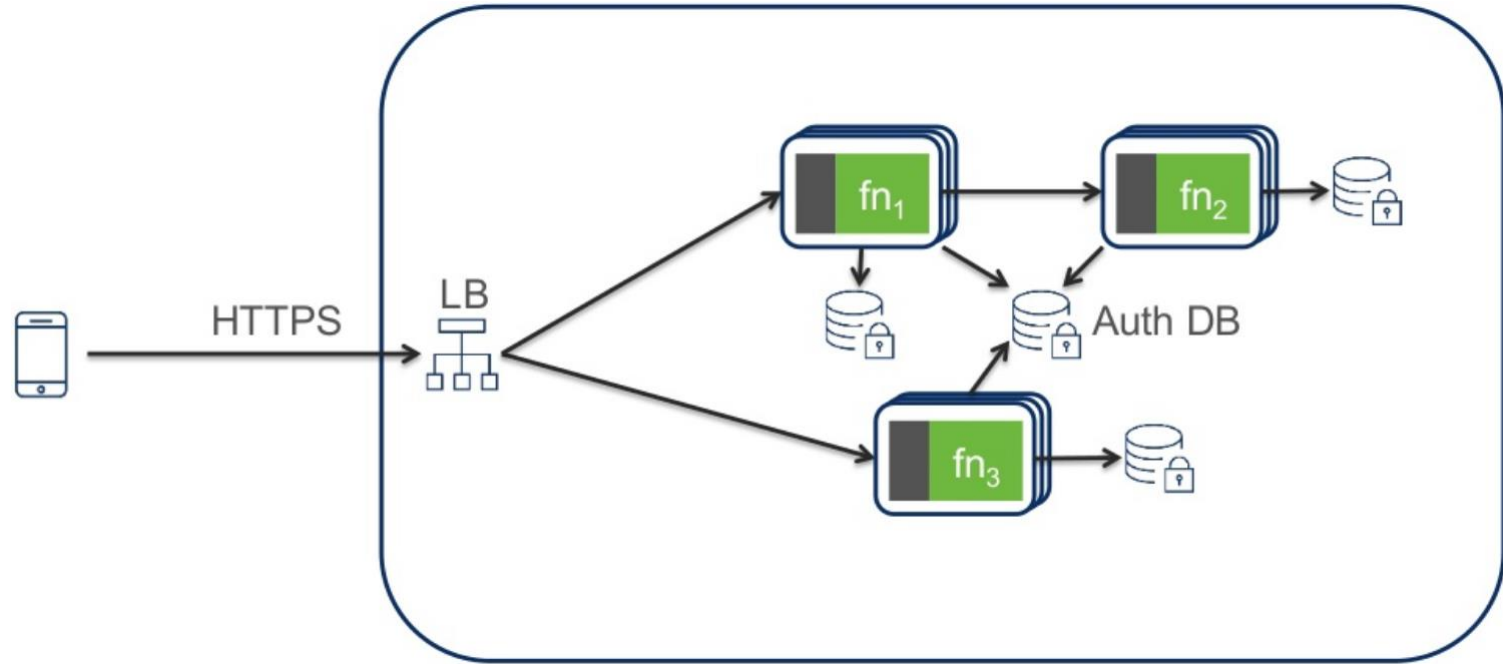 fn₁
fn₂
LB
HTTPS
Auth DB
fn₃